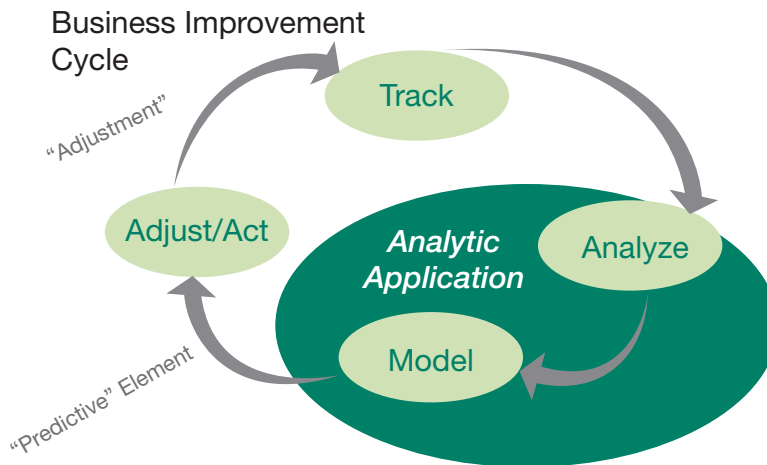 Business Improvement
Cycle
Track
“Adjustment”
Adjust/Act
Analytic
Application
Analyze
Model
“Predictive” Element